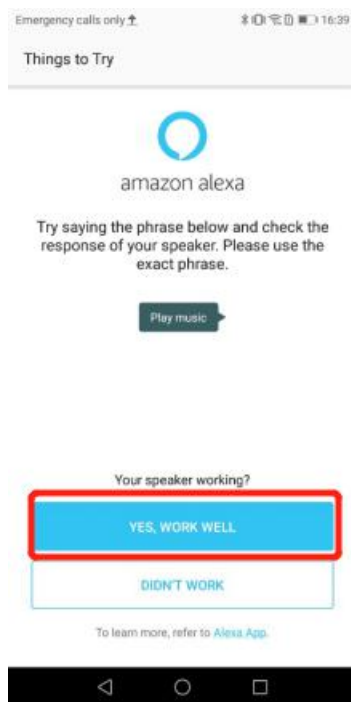 Emergency calls only 16:39
Things to Try
amazon alexa
Try saying the phrase below and check the
response of your speaker. Please use the
exact phrase.
Play music
Your speaker working?
YES, WORK WELL
DIDN'T WORK
To learn more, refer to Alexa App.